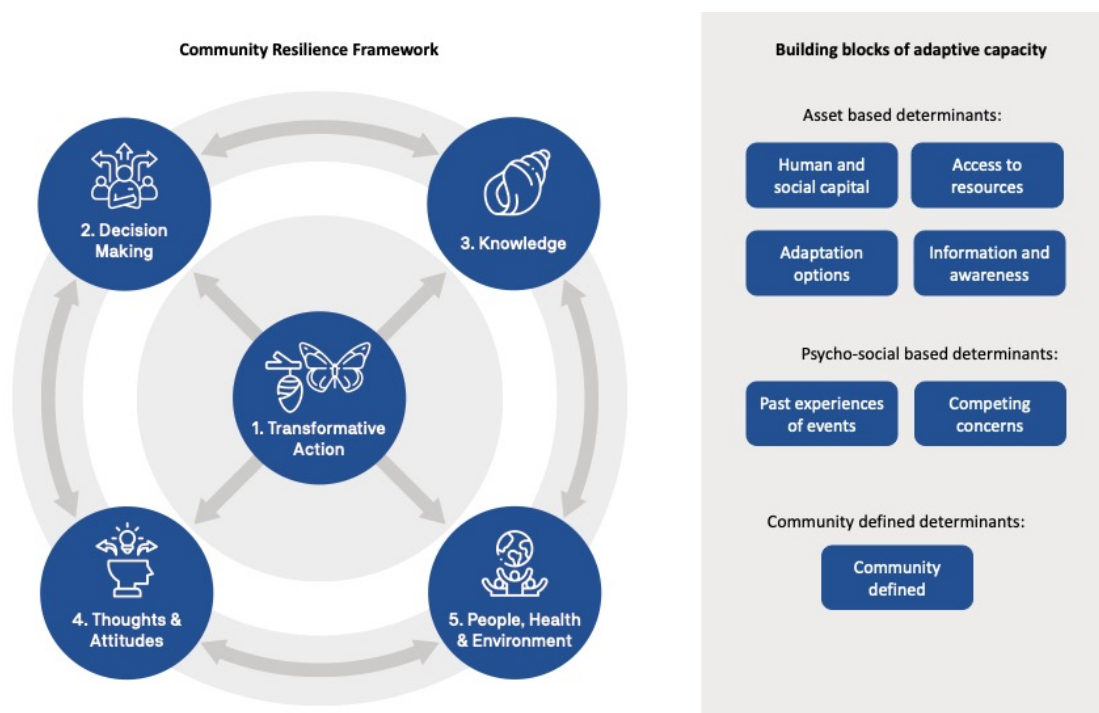 Community Resilience Framework
2. Decision
Making
3. Knowledge
1. Transformative
Action
4. Thoughts &
Attitudes
5. People, Health
& Environment
Building blocks of adaptive capacity
Asset based determinants:
Human and
social capital
Access to
resources
Adaptation
options
Information and
awareness
Psycho-social based determinants:
Past experiences
of events
Competing
concerns
Community defined determinants:
Community
defined